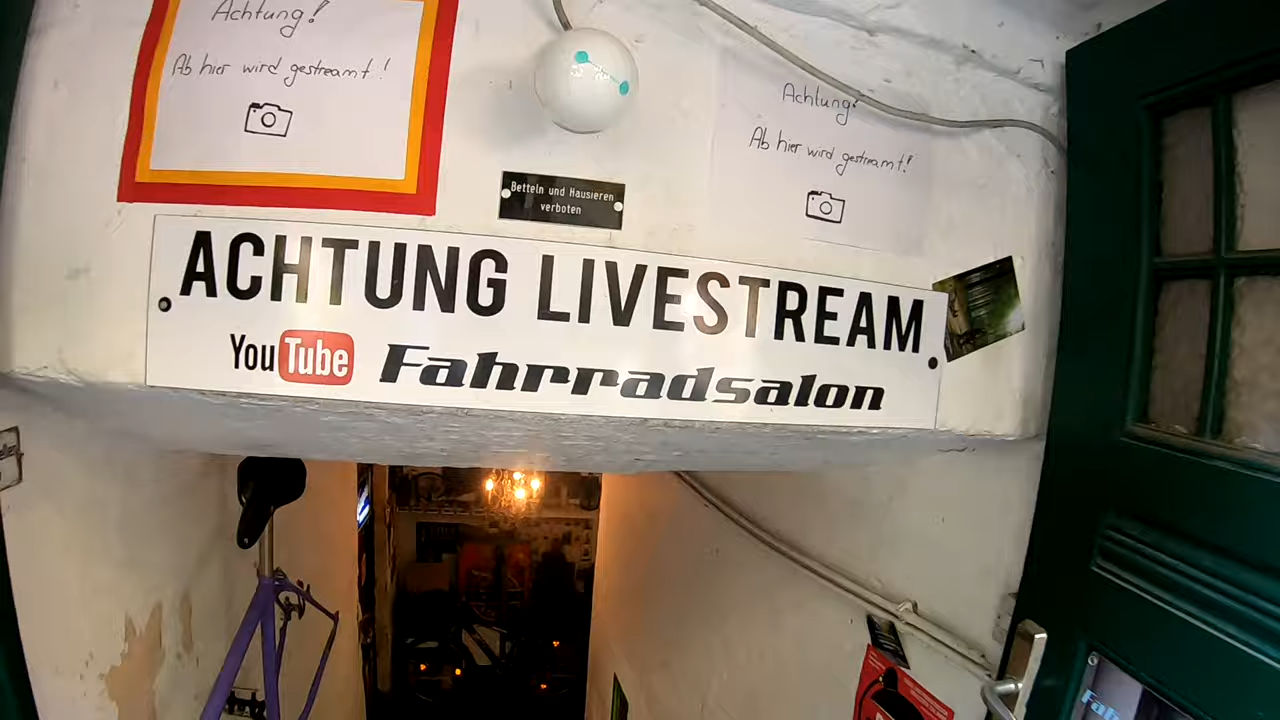 Achtung!
Ab hier wird gestreamt!
Achtung!
Ab hier wird gestreamt!
Betteln und Hausieren
verboten
ACHTUNG LIVESTREAM
YouTube Fahrradsalon